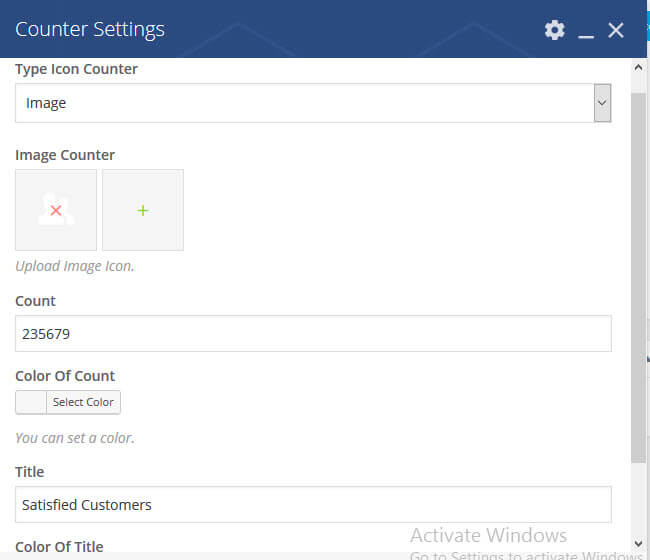 Counter Settings
Type Icon Counter
Image
Image Counter
Upload Image Icon.
Count
235679
Color Of Count
Select Color
You can set a color.
Title
Satisfied Customers
Color Of Title
Activate Windows
Go to Settings to activate Windows